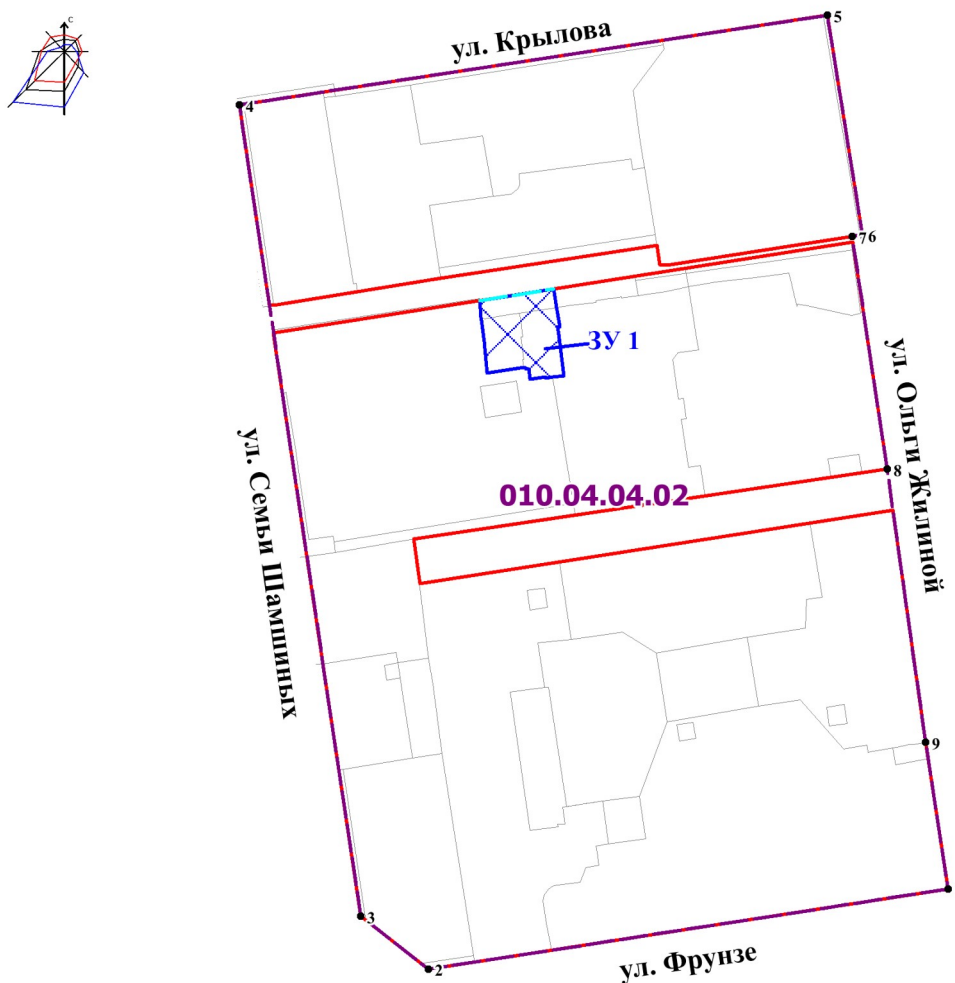 С
ул. Крылова
5
4
76
ЗУ 1
ул. Ольги Жилиной
ул. Семьи Шамшиных
8
010.04.04.02
9
3
2
ул. Фрунзе